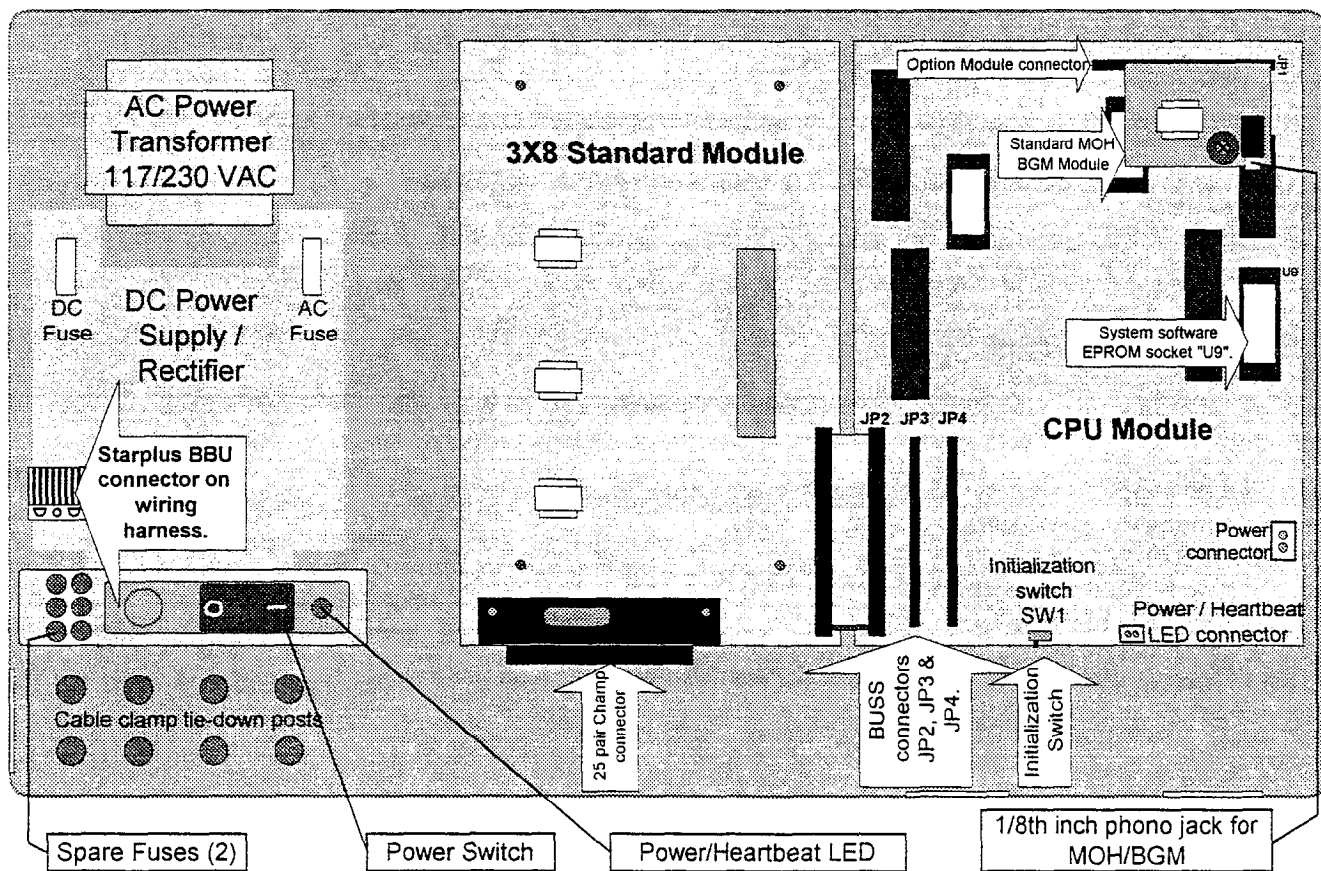 AC Power
Transformer
117/230 VAC
DC
Fuse
DC Power
Supply /
Rectifier
AC
Fuse
Starplus BBU
connector on
wiring
harness.
O
Cable clamp tie-down posts
Spare Fuses (2)
Power Switch
Power/Heartbeat LED
3X8 Standard Module
25 pair Champ
connector
Option Module connector
JP1
Standard MOH
BGM Module
U9
System software
EPROM socket "U9".
JP2 JP3 JP4
CPU Module
Power
connector
Initialization
switch
SW1
Power / Heartbeat
LED connector
BUSS
connectors
JP2, JP3 &
JP4.
Initialization
Switch
1/8th inch phono jack for
MOH/BGM